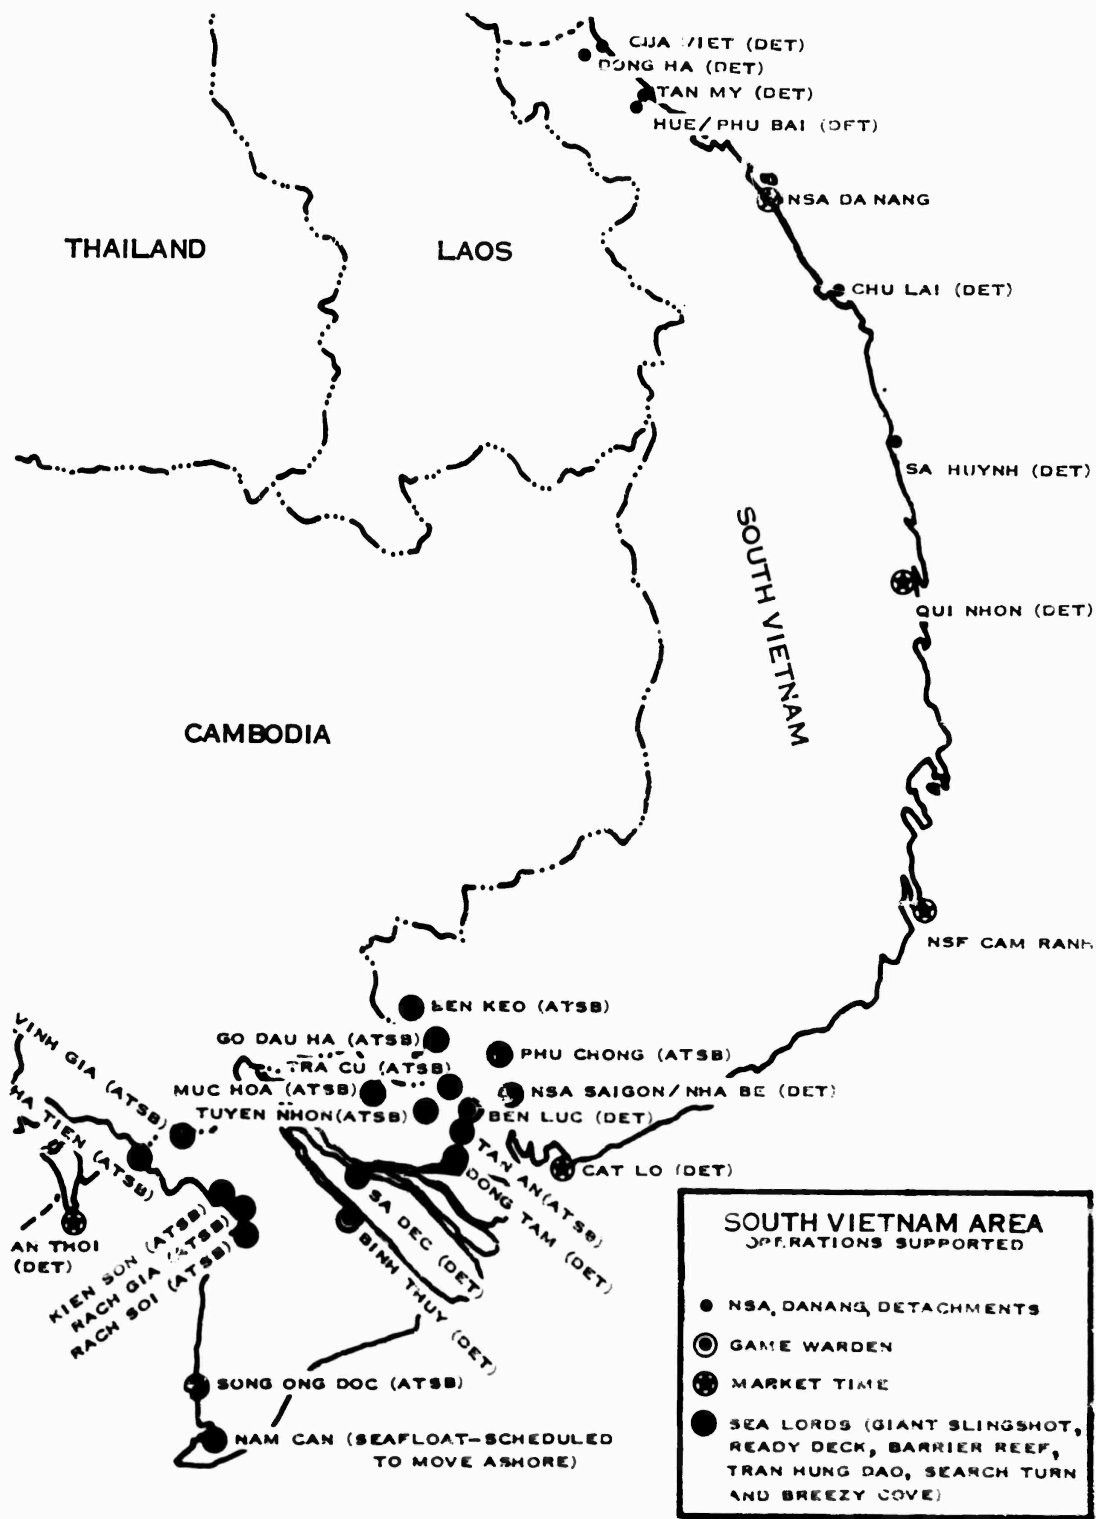 CUA VIET (DET)
DONG HA (DET)
TAN MY (DET)
HUE/PHU BAI (DET)
NSA DA NANG
THAILAND
LAOS
CHU LAI (DET)
SA HUYNH (DET)
SOUTH VIETNAM
QUI NHON (DET)
CAMBODIA
NSF CAM RANH
BEN KEO (ATSB)
GO DAU HA (ATSB)
PHU CHONG (ATSB)
TRA CU (ATSB)
MUC HOA (ATSB)
NSA SAIGON/NHA BE (DET)
TUYEN NHON (ATSB)
BEN LUC (DET)
VINH GIA (ATSB)
HA TIEN (ATSB)
TAN AN (ATSB)
CAT LO (DET)
DONG TAM (DET)
SA DEC (DET)
BINH THUY (DET)
AN THOI
(DET)
KIEN SON (ATSB)
RACH GIA (ATSB)
RACH SOI (ATSB)
SONG ONG DOC (ATSB)
NAM CAN (SEAFLOAT-SCHEDULED
TO MOVE ASHORE)
SOUTH VIETNAM AREA
OPERATIONS SUPPORTED
NSA, DANANG, DETACHMENTS
GAME WARDEN
MARKET TIME
SEA LORDS (GIANT SLINGSHOT,
READY DECK, BARRIER REEF,
TRAN HUNG DAO, SEARCH TURN
AND BREEZY COVE)